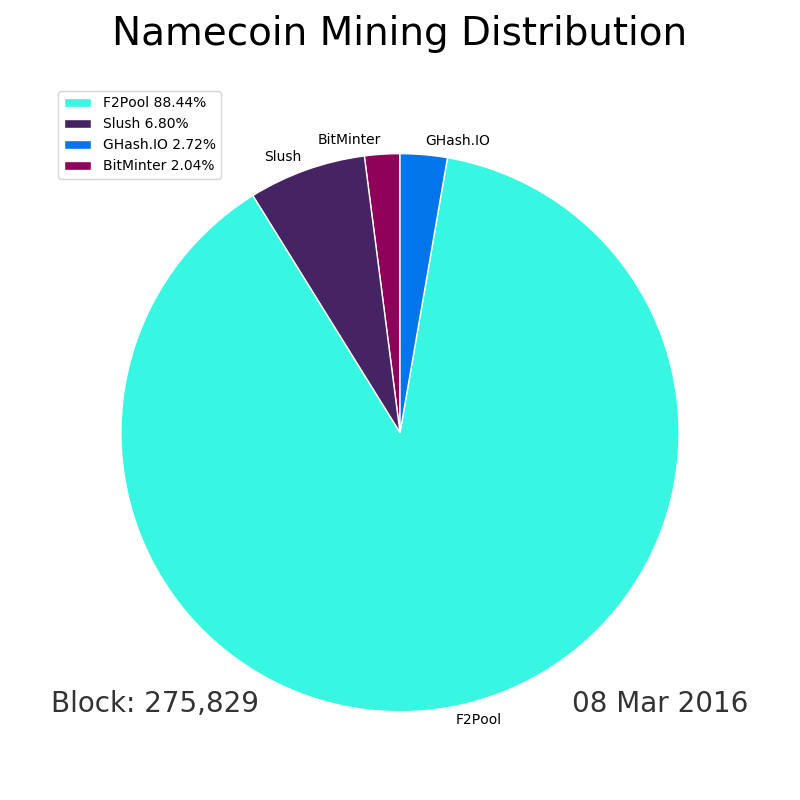 Namecoin Mining Distribution
F2Pool 88.44%
Slush 6.80%
GHash.IO 2.72%
BitMinter 2.04%
Slush
BitMinter
GHash.IO
F2Pool
Block: 275,829
08 Mar 2016